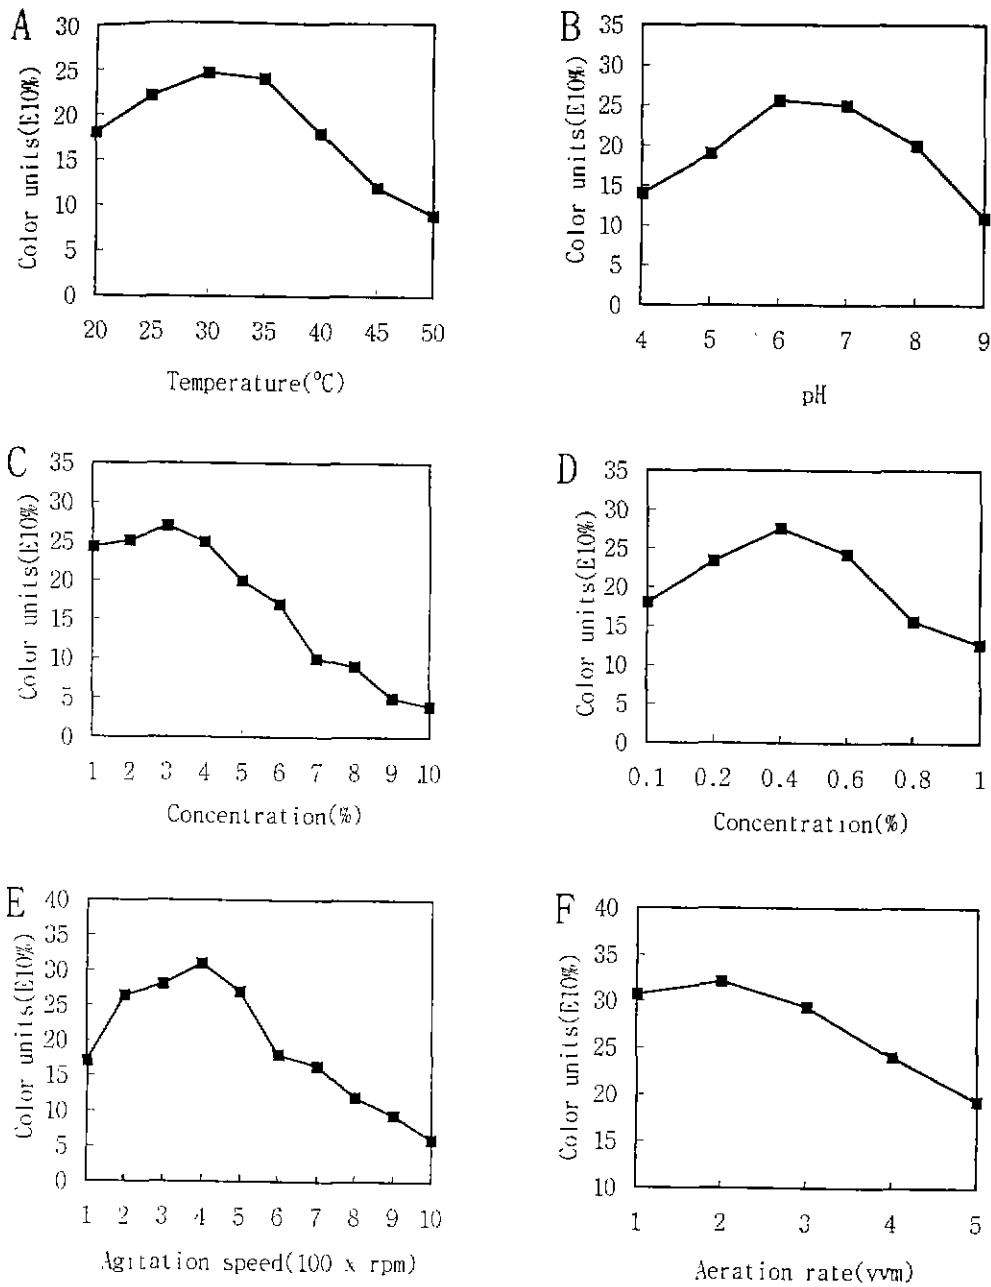 A
Color units(E10%)
30
25
20
15
10
5
0
20 25 30 35 40 45 50
Temperature(°C)
B
Color units(E10%)
35
30
25
20
15
10
5
0
4 5 6 7 8 9
pH
C
Color units(E10%)
35
30
25
20
15
10
5
0
1 2 3 4 5 6 7 8 9 10
Concentration(%)
D
Color units(E10%)
35
30
25
20
15
10
5
0
0.1 0.2 0.4 0.6 0.8 1
Concentration(%)
E
Color units(E10%)
40
35
30
25
20
15
10
5
0
1 2 3 4 5 6 7 8 9 10
Agitation speed(100 x rpm)
F
Color units(E10%)
40
35
30
25
20
15
10
1 2 3 4 5
Aeration rate(vvm)